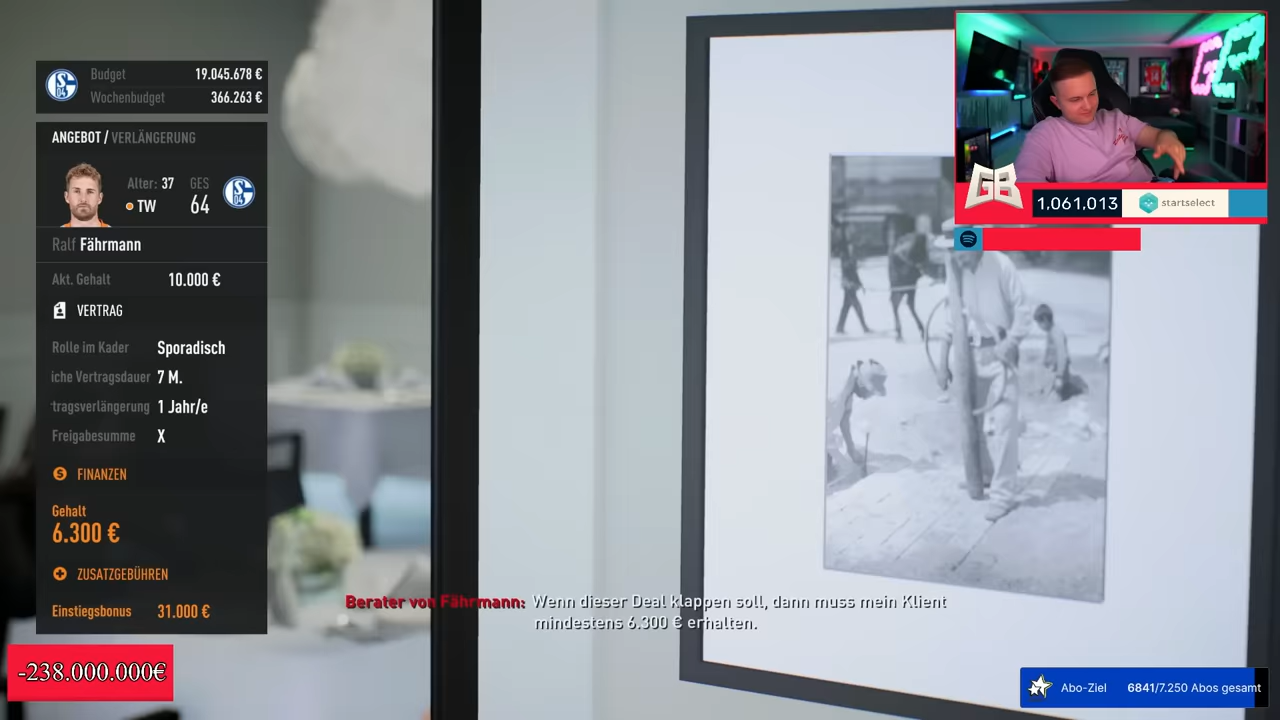 Budget 19.045.678 €
Wochenbudget 366.263 €
ANGEBOT / VERLÄNGERUNG
Alter: 37 GES
TW 64
Ralf Fährmann
Akt. Gehalt 10.000 €
VERTRAG
Rolle im Kader Sporadisch
iche Vertragsdauer 7 M.
tragsverlängerung 1 Jahr/e
Freigabesumme X
FINANZEN
Gehalt
6.300 €
ZUSATZGEBÜHREN
Einstiegsbonus 31.000 €
-238.000.000€
Berater von Fährmann: Wenn dieser Deal klappen soll, dann muss mein Klient
mindestens 6.300 € erhalten.
GB
1,061,013 startselect
Abo-Ziel 6841/7.250 Abos gesamt